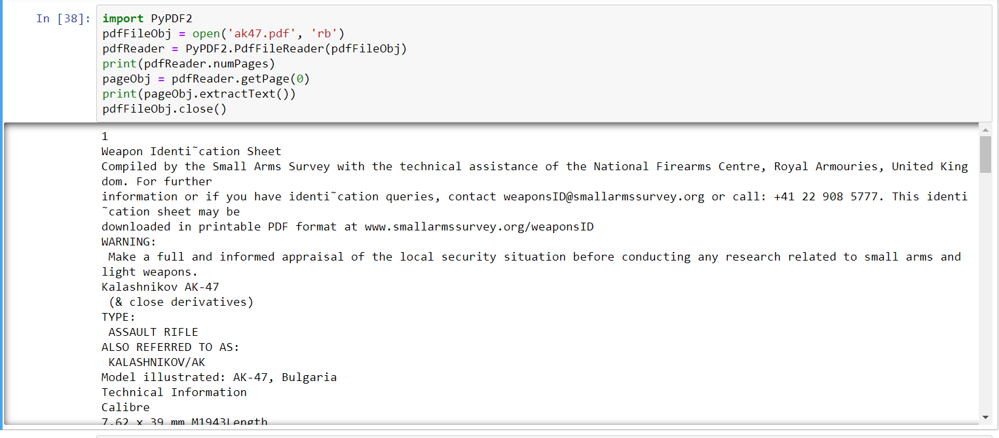 In [38]:
import PyPDF2
pdfFileObj = open('ak47.pdf', 'rb')
pdfReader = PyPDF2.PdfFileReader(pdfFileObj)
print(pdfReader.numPages)
pageObj = pdfReader.getPage(0)
print(pageObj.extractText())
pdfFileObj.close()
1
Weapon Identi˜cation Sheet
Compiled by the Small Arms Survey with the technical assistance of the National Firearms Centre, Royal Armouries, United King
dom. For further
information or if you have identi˜cation queries, contact weaponsID@smallarmssurvey.org or call: +41 22 908 5777. This identi
˜cation sheet may be
downloaded in printable PDF format at www.smallarmssurvey.org/weaponsID
WARNING:
Make a full and informed appraisal of the local security situation before conducting any research related to small arms and
light weapons.
Kalashnikov AK-47
(& close derivatives)
TYPE:
ASSAULT RIFLE
ALSO REFERRED TO AS:
KALASHNIKOV/AK
Model illustrated: AK-47, Bulgaria
Technical Information
Calibre
7.62 x 39 mm M1943Length